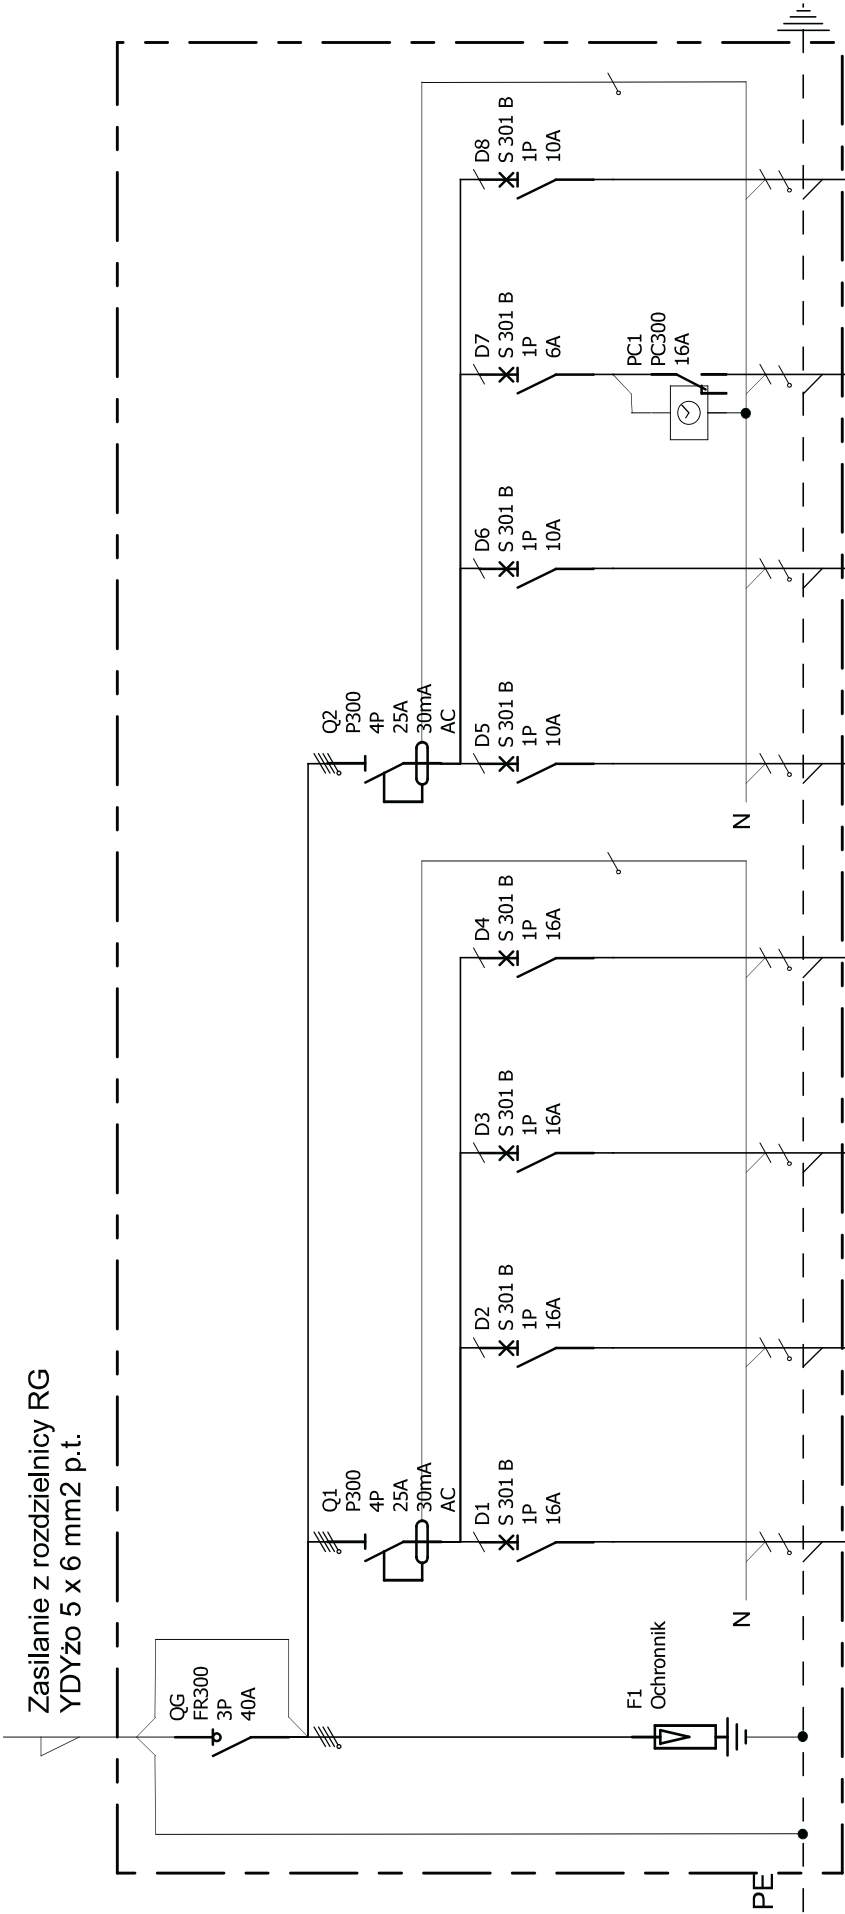 Zasilanie z rozdzielnicy RG
YDYżo 5 x 6 mm2 p.t.
QG
FR300
3P
40A
F1
Ochronnik
PE
Q1
P300
4P
25A
30mA
AC
D1
S 301 B
1P
16A
D2
S 301 B
1P
16A
D3
S 301 B
1P
16A
D4
S 301 B
1P
16A
N
Q2
P300
4P
25A
30mA
AC
D5
S 301 B
1P
10A
D6
S 301 B
1P
10A
D7
S 301 B
1P
6A
PC1
PC300
16A
D8
S 301 B
1P
10A
N